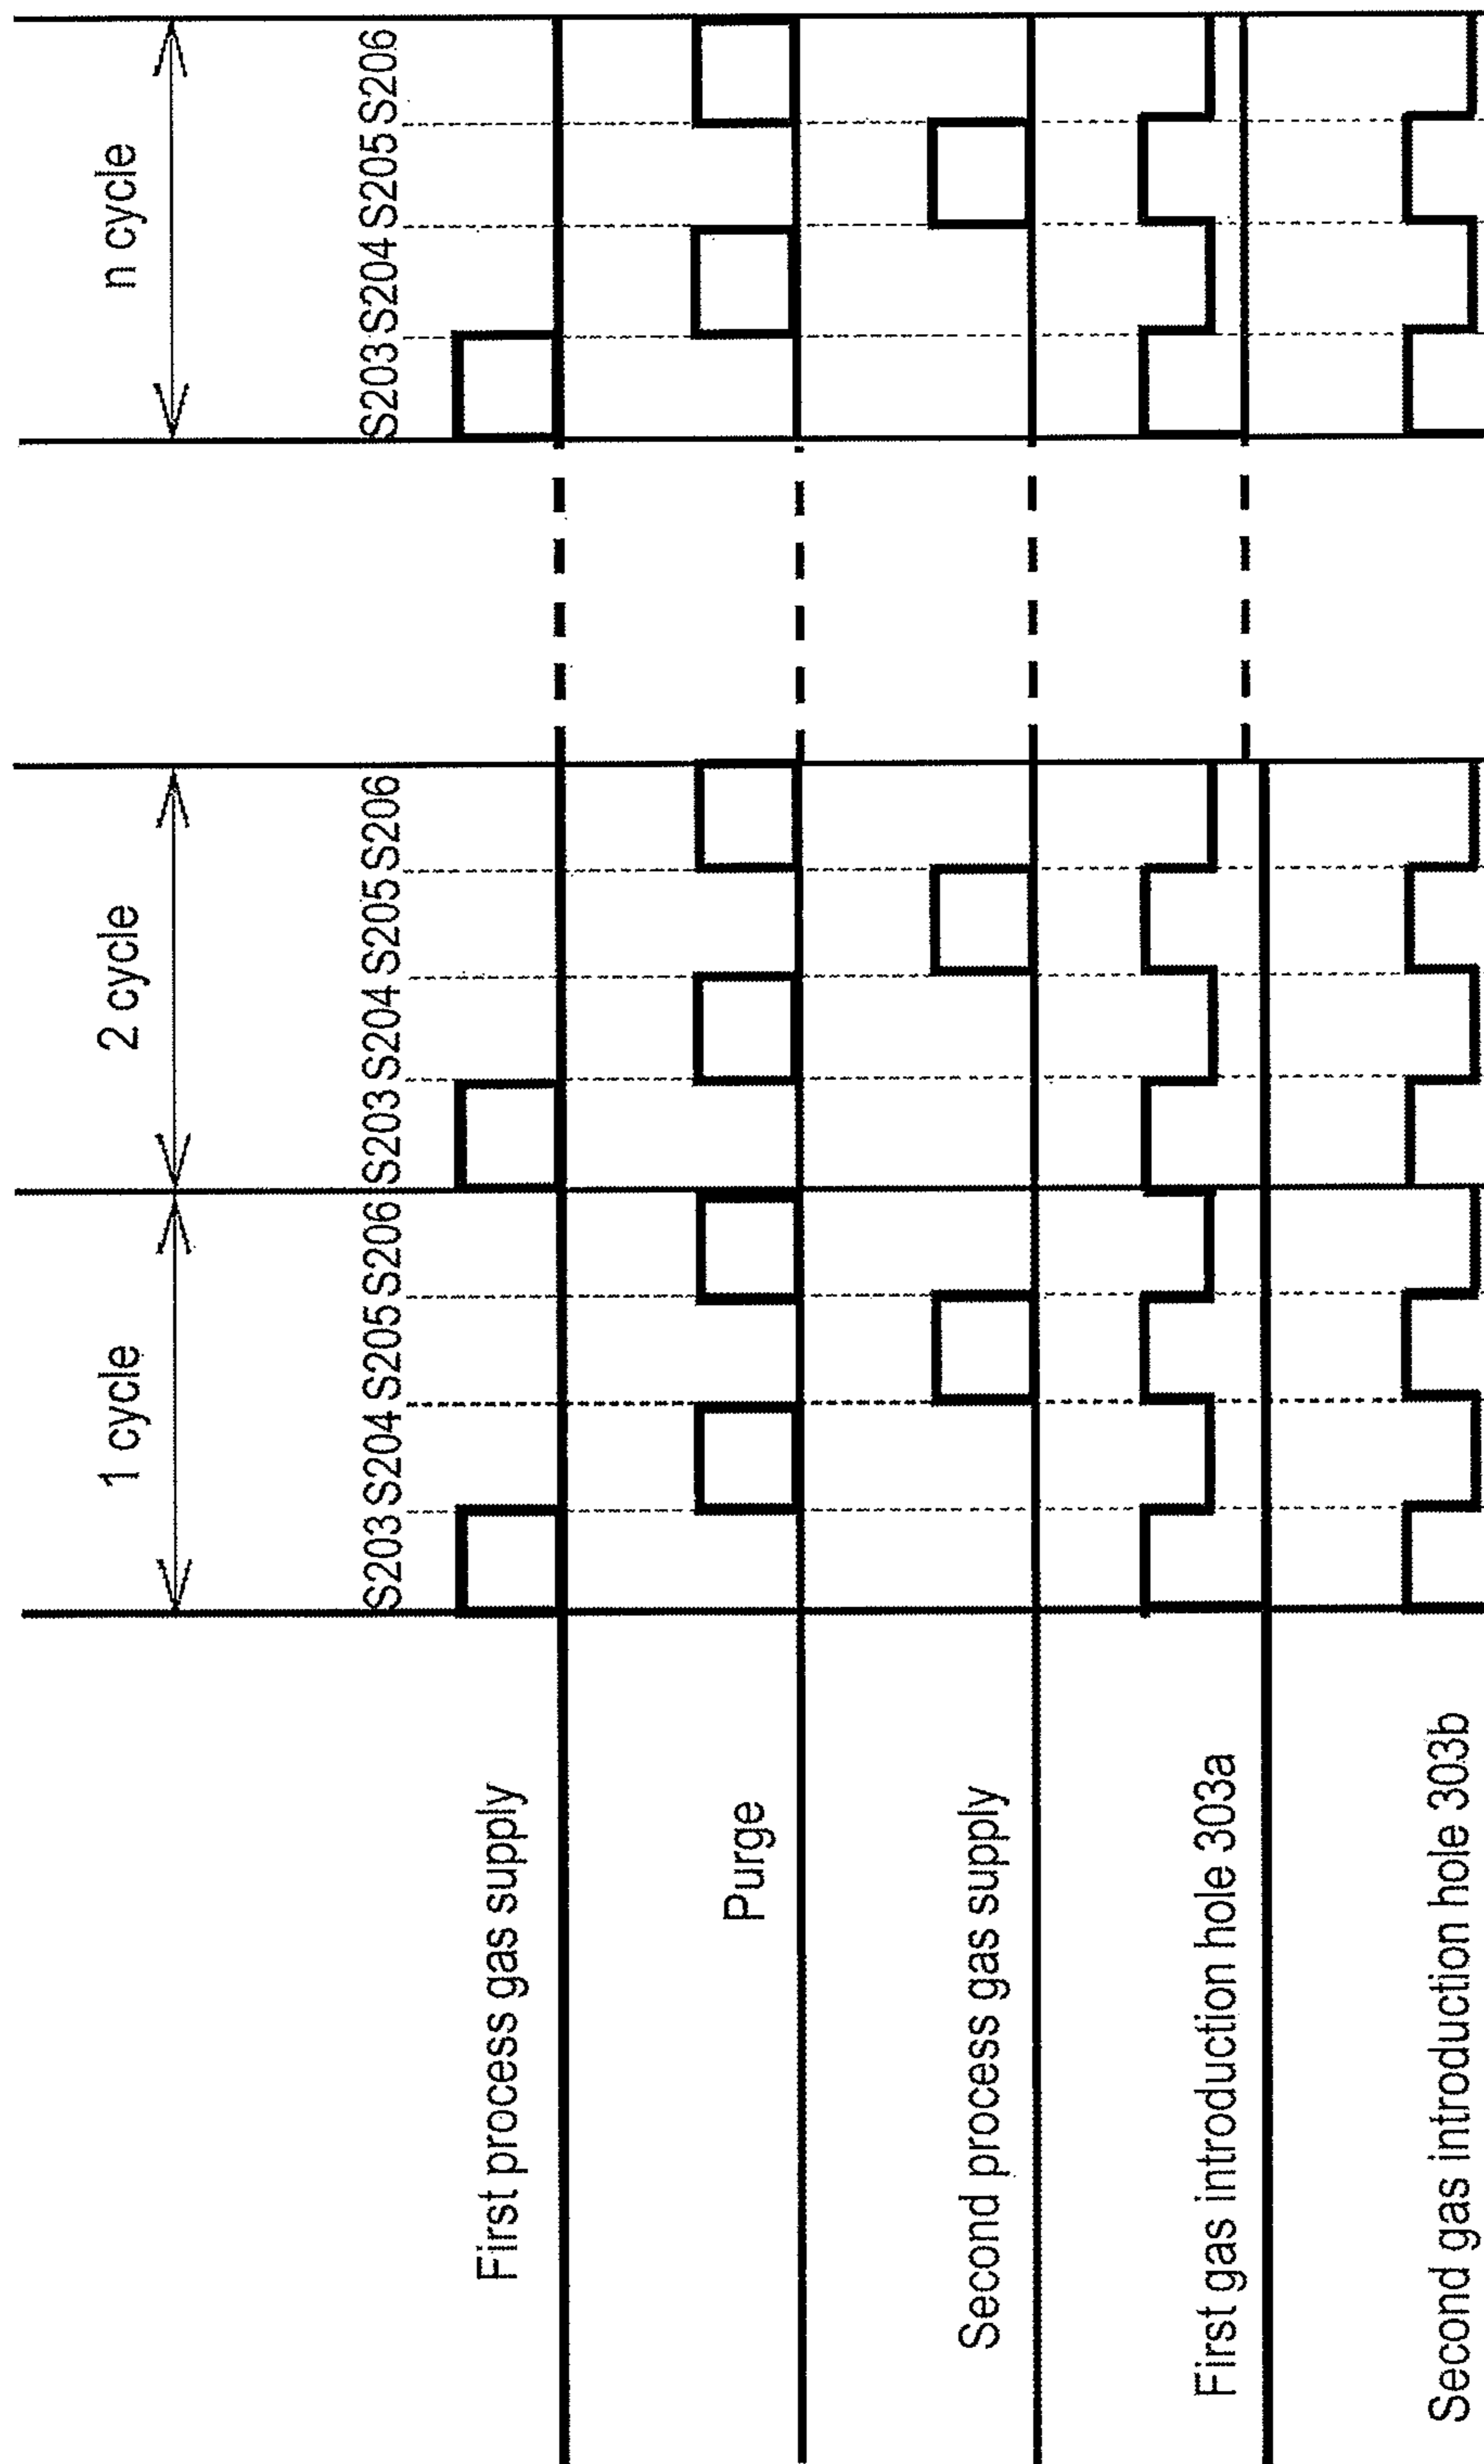 1 cycle
2 cycle
n cycle
S203 S204 S205 S206
S203 S204 S205 S206
S203 S204 S205 S206
First process gas supply
Purge
Second process gas supply
First gas introduction hole 303a
Second gas introduction hole 303b